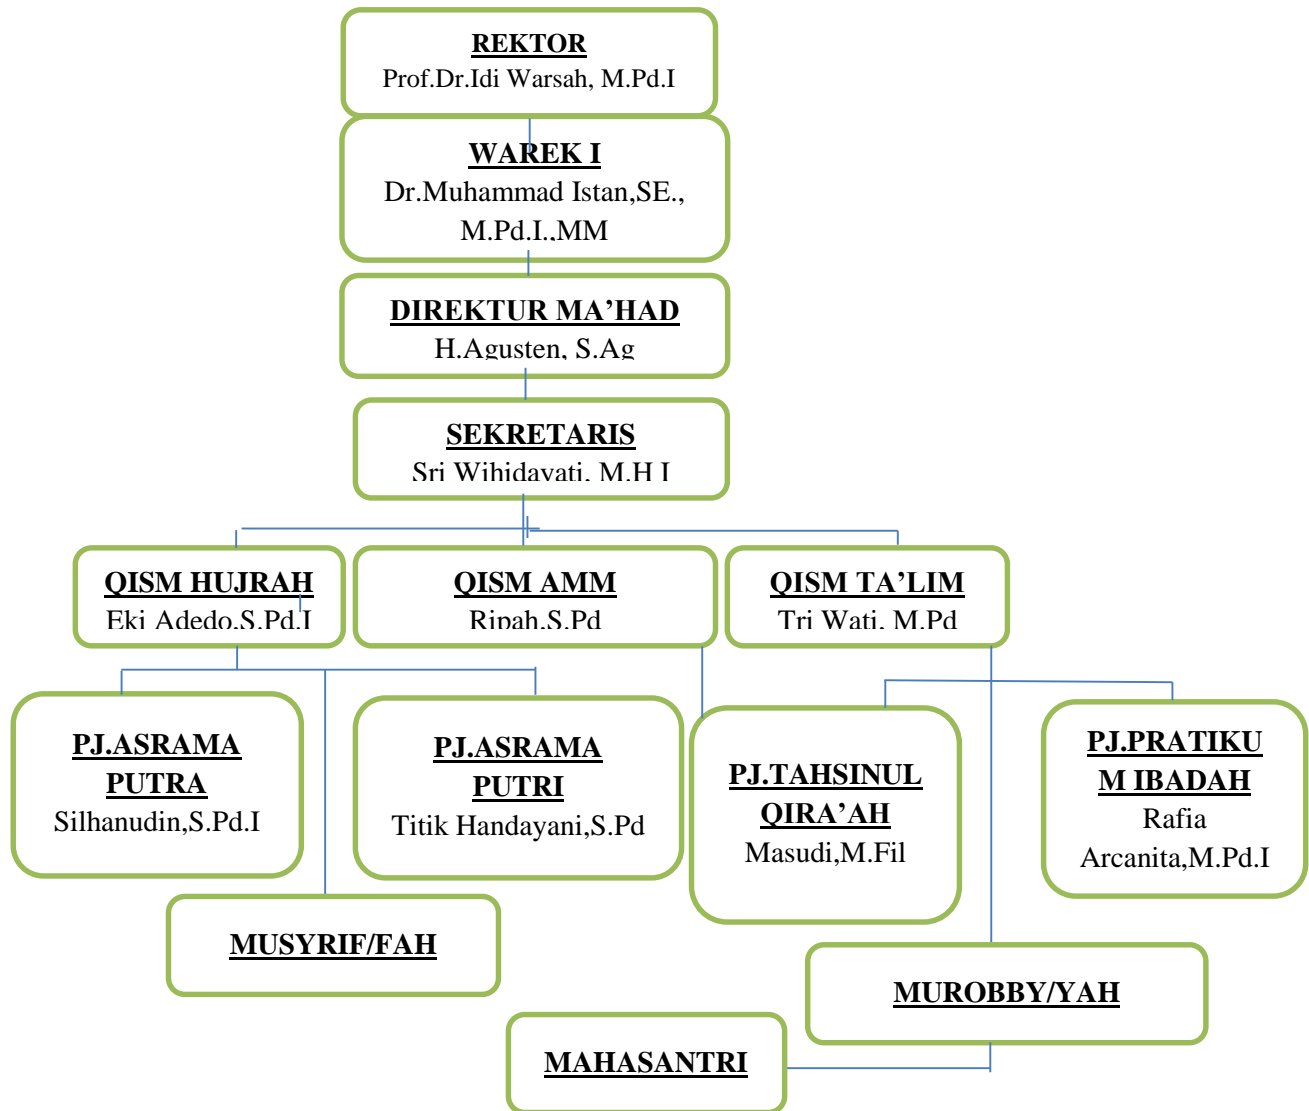 REKTOR
Prof.Dr.Idi Warsah, M.Pd.I
WAREK I
Dr.Muhammad Istan,SE.,
M.Pd.I.,MM
DIREKTUR MA’HAD
H.Agusten, S.Ag
SEKRETARIS
Sri Wihidayati, M.H I
QISM HUJRAH
Eki Adedo,S.Pd.I
QISM AMM
Ripah,S.Pd
QISM TA’LIM
Tri Wati, M.Pd
PJ.ASRAMA
PUTRA
Silhanudin,S.Pd.I
PJ.ASRAMA
PUTRI
Titik Handayani,S.Pd
PJ.TAHSINUL
QIRA’AH
Masudi,M.Fil
PJ.PRATIKU
M IBADAH
Rafia
Arcanita,M.Pd.I
MUSYRIF/FAH
MUROBBY/YAH
MAHASANTRI